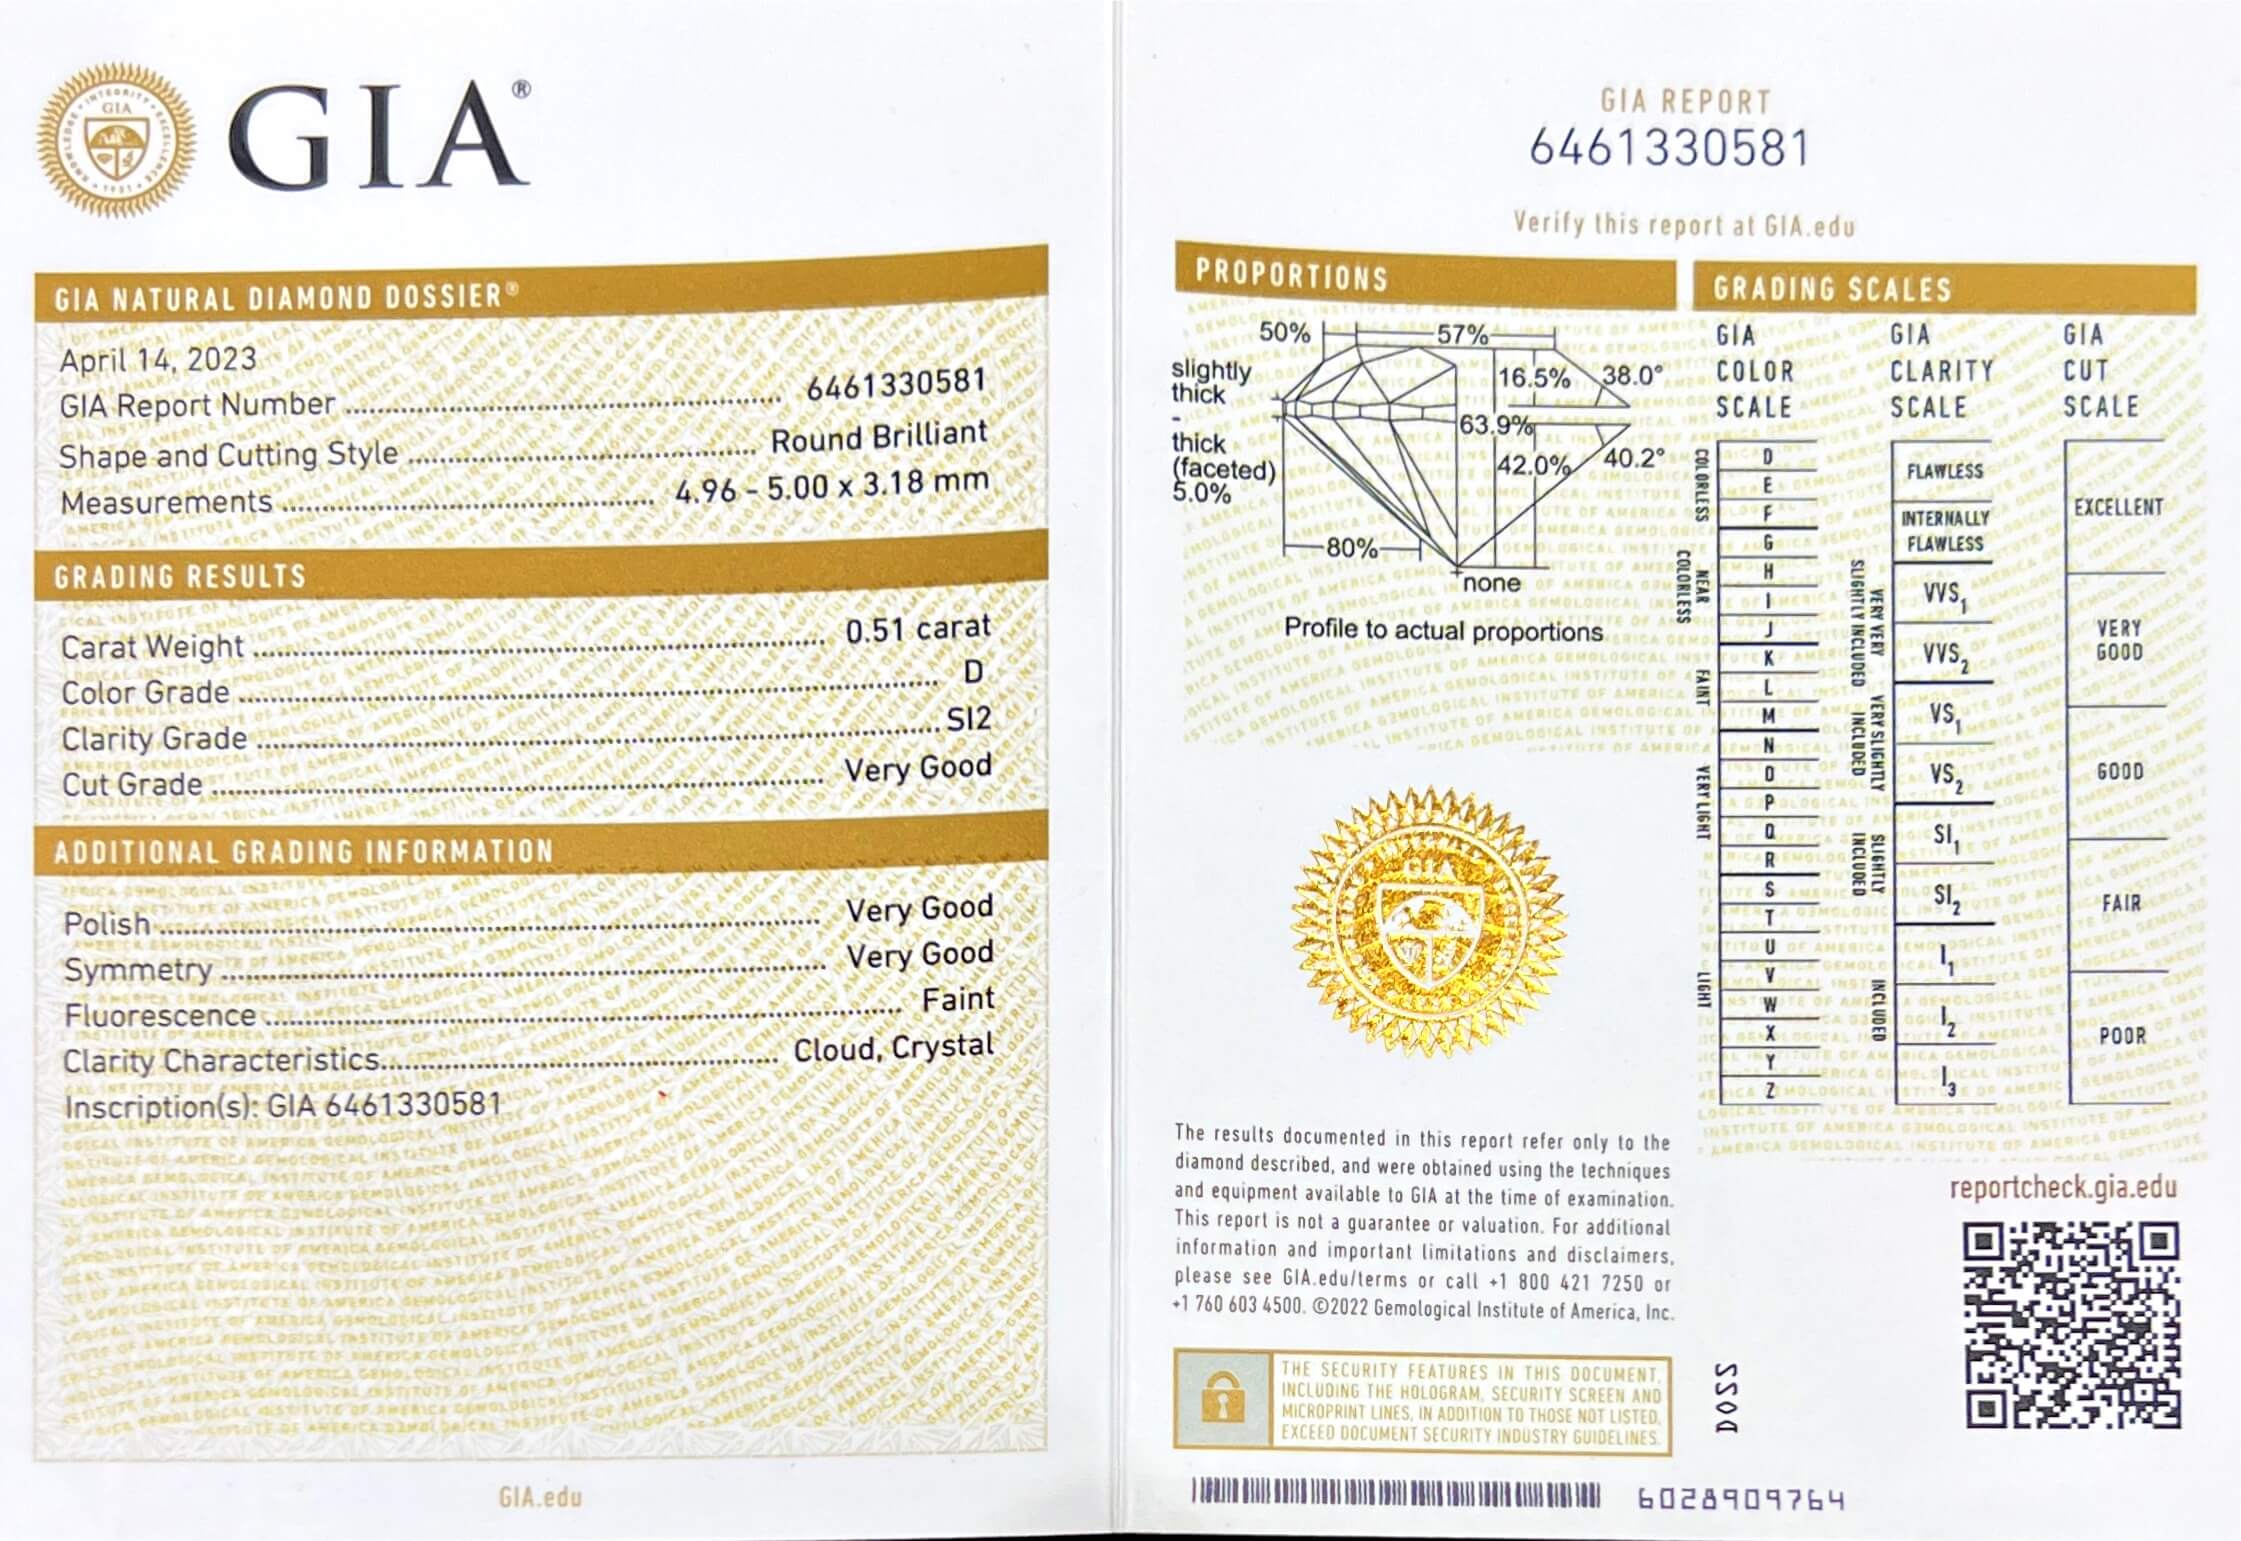 GIA®
GIA NATURAL DIAMOND DOSSIER®
April 14, 2023
GIA Report Number 6461330581
Shape and Cutting Style Round Brilliant
Measurements 4.96 - 5.00 x 3.18 mm
GRADING RESULTS
Carat Weight 0.51 carat
Color Grade D
Clarity Grade SI2
Cut Grade Very Good
ADDITIONAL GRADING INFORMATION
Polish Very Good
Symmetry Very Good
Fluorescence Faint
Clarity Characteristics Cloud, Crystal
Inscription(s): GIA 6461330581
GIA.edu
GIA REPORT
6461330581
Verify this report at GIA.edu
PROPORTIONS
50%
57%
slightly
thick
-
thick
(faceted)
5.0%
16.5%
38.0°
63.9%
42.0%
40.2°
80%
none
Profile to actual proportions
GRADING SCALES
GIA
COLOR
SCALE
COLORLESS
D
E
F
NEAR
COLORLESS
G
H
I
J
FAINT
K
L
M
VERY LIGHT
N
O
P
Q
R
LIGHT
S
T
U
V
W
X
Y
Z
GIA
CLARITY
SCALE
FLAWLESS
INTERNALLY
FLAWLESS
VERY VERY
SLIGHTLY INCLUDED
VVS1
VVS2
VERY SLIGHTLY
INCLUDED
VS1
VS2
SLIGHTLY
INCLUDED
SI1
SI2
INCLUDED
I1
I2
I3
GIA
CUT
SCALE
EXCELLENT
VERY
GOOD
GOOD
FAIR
POOR
The results documented in this report refer only to the
diamond described, and were obtained using the techniques
and equipment available to GIA at the time of examination.
This report is not a guarantee or valuation. For additional
information and important limitations and disclaimers,
please see GIA.edu/terms or call +1 800 421 7250 or
+1 760 603 4500. ©2022 Gemological Institute of America, Inc.
THE SECURITY FEATURES IN THIS DOCUMENT,
INCLUDING THE HOLOGRAM, SECURITY SCREEN AND
MICROPRINT LINES, IN ADDITION TO THOSE NOT LISTED,
EXCEED DOCUMENT SECURITY INDUSTRY GUIDELINES.
reportcheck.gia.edu
DO22
6028909764